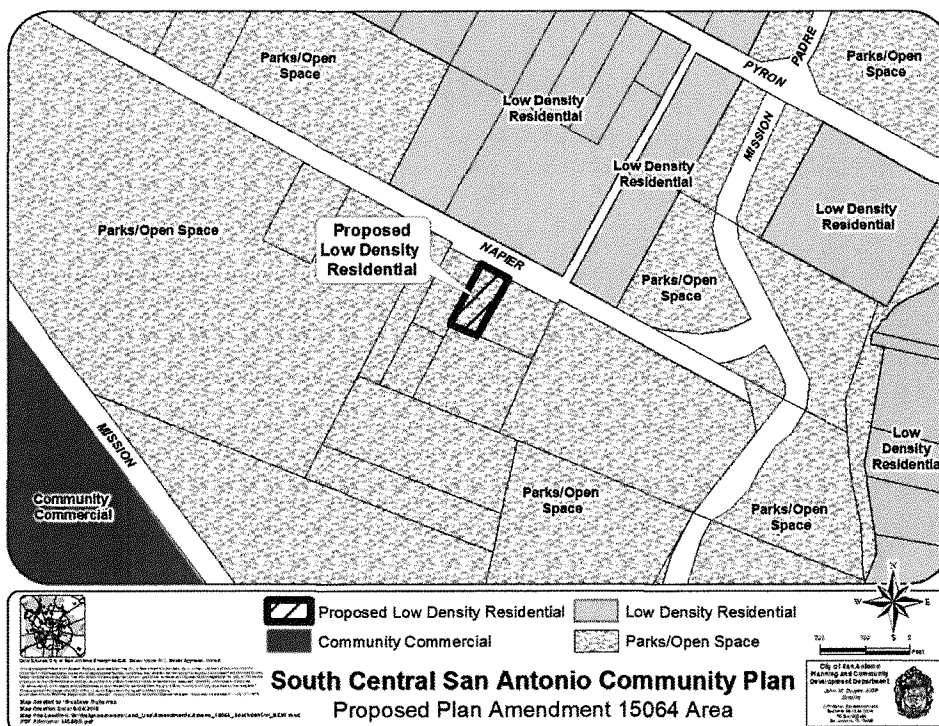 Parks/Open
Space
PYRON
PADRE
Parks/Open
Space
Low Density
Residential
MISSION
Low Density
Residential
Low Density
Residential
Parks/Open Space
Proposed
Low Density
Residential
NAPIER
Parks/Open
Space
MISSION
Community
Commercial
Low
Density
Residential
Parks/Open
Space
Parks/Open
Space
N
W
E
S
Proposed Low Density Residential
Low Density Residential
Community Commercial
Parks/Open Space
South Central San Antonio Community Plan
Proposed Plan Amendment 15064 Area
City of San Antonio
Planning and Community
Development Department